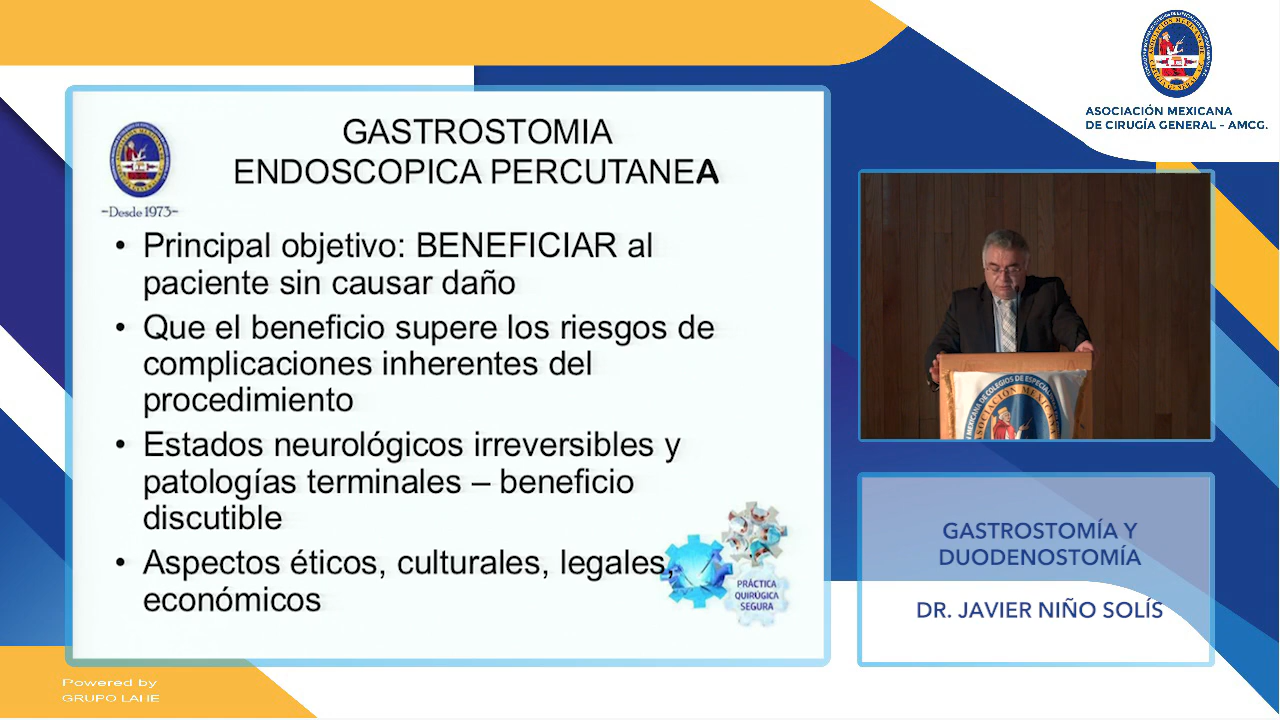 ASOCIACIÓN MEXICANA
DE CIRUGÍA GENERAL - AMCG.
GASTROSTOMIA
ENDOSCOPICA PERCUTANEA
~Desde 1973~
• Principal objetivo: BENEFICIAR al
paciente sin causar daño
• Que el beneficio supere los riesgos de
complicaciones inherentes del
procedimiento
• Estados neurológicos irreversibles y
patologías terminales – beneficio
discutible
• Aspectos éticos, culturales, legales,
económicos
PRÁCTICA
QUIRÚGICA
SEGURA
GASTROSTOMÍA Y
DUODENOSTOMÍA
DR. JAVIER NIÑO SOLÍS
Powered by
GRUPO LAHE